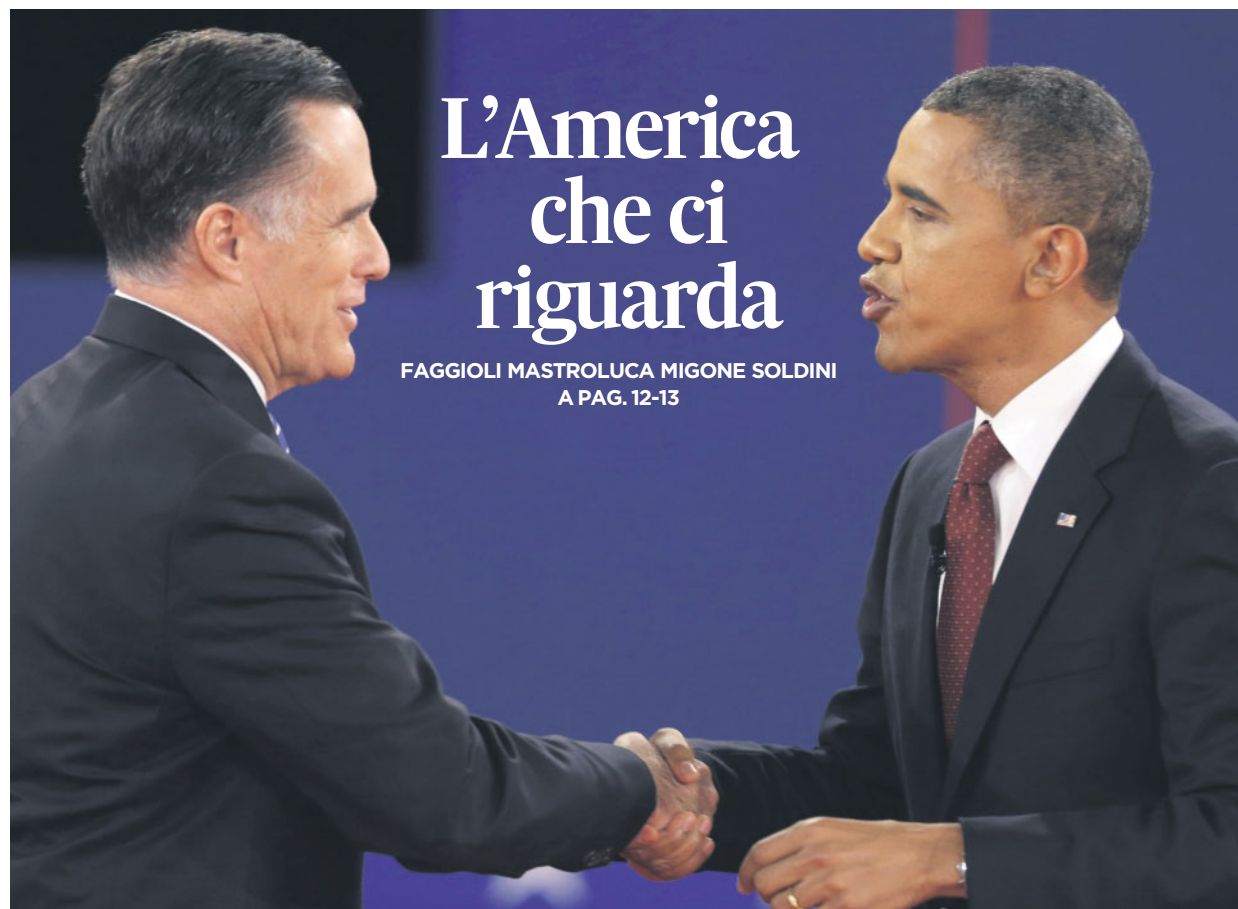 L’America
che ci
riguarda
FAGGIOLI MASTROLUCA MIGONE SOLDINI
A PAG. 12-13